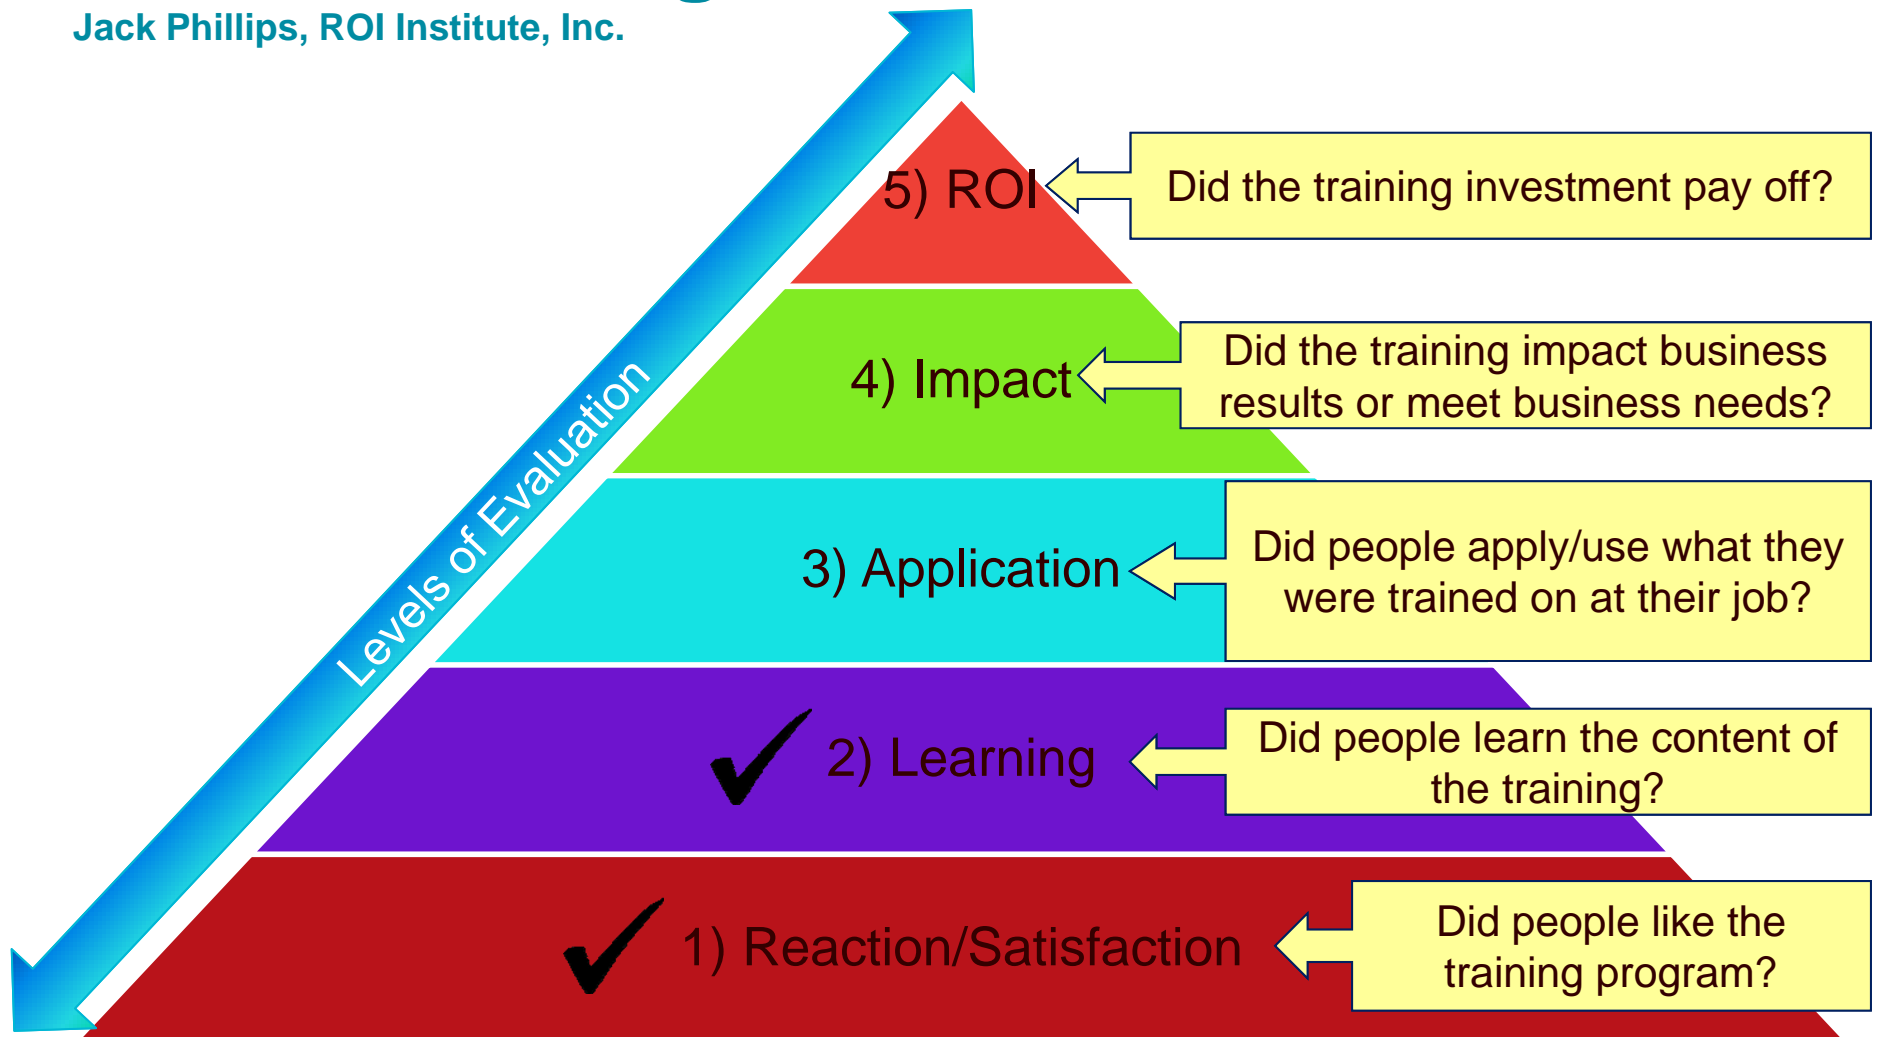 Jack Phillips, ROI Institute, Inc.
Levels of Evaluation
5) ROI
Did the training investment pay off?
4) Impact
Did the training impact business
results or meet business needs?
3) Application
Did people apply/use what they
were trained on at their job?
2) Learning
Did people learn the content of
the training?
1) Reaction/Satisfaction
Did people like the
training program?